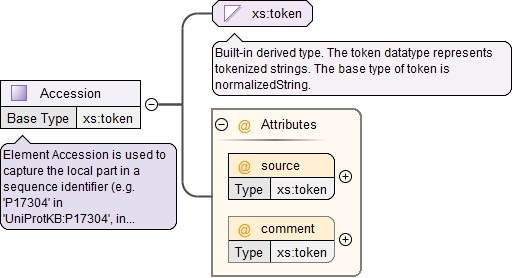 xs:token
Built-in derived type. The token datatype represents
tokenized strings. The base type of token is
normalizedString.
Accession
Base Type xs:token
Element Accession is used to
capture the local part in a
sequence identifier (e.g.
'P17304' in
'UniProtKB:P17304', in...
@ Attributes
@ source
Type xs:token
@ comment
Type xs:token